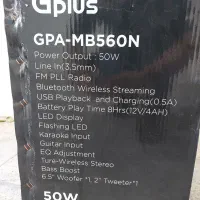 Gplus
GPA-MB560N
Power Output : 50W
Line In(3.5mm)
FM PLL Radio
Bluetooth Wireless Streaming
USB Playback and Charging(0.5A)
Battery Play Time 8Hrs(12V/4AH)
LED Display
Flashing LED
Karaoke Input
Guitar Input
EQ Adjustment
Ture-Wireless Stereo
Bass Boost
6.5" Woofer *1, 2" Tweeter*1
50W